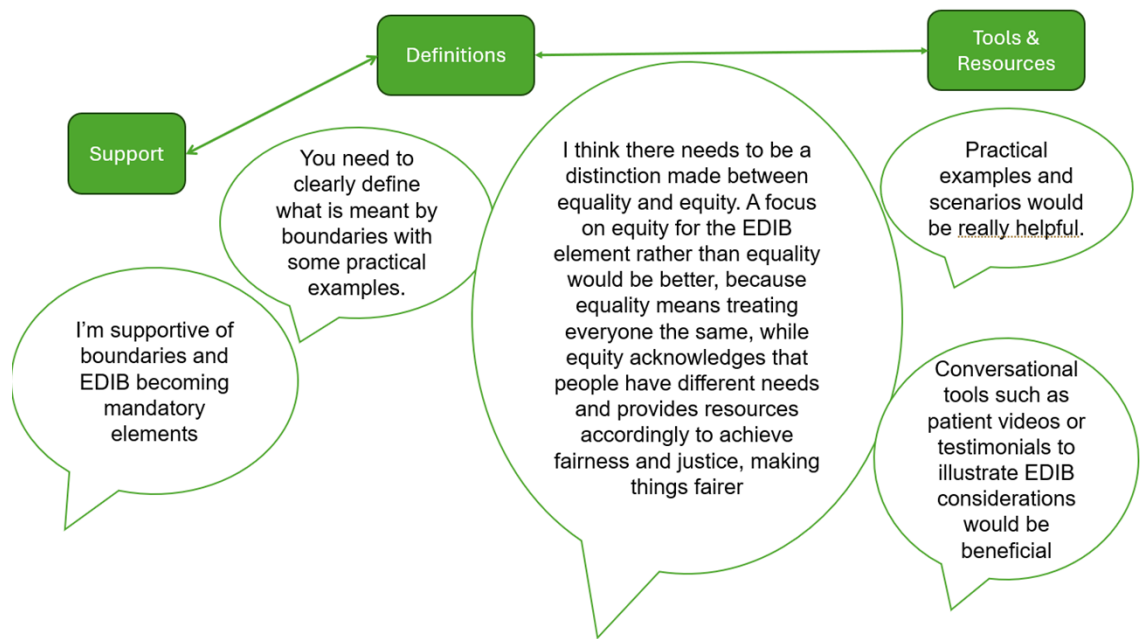 Support
Definitions
Tools &
Resources
I'm supportive of
boundaries and
EDIB becoming
mandatory
elements
You need to
clearly define
what is meant by
boundaries with
some practical
examples.
I think there needs to be a
distinction made between
equality and equity. A focus
on equity for the EDIB
element rather than equality
would be better, because
equality means treating
everyone the same, while
equity acknowledges that
people have different needs
and provides resources
accordingly to achieve
fairness and justice, making
things fairer
Practical
examples and
scenarios would
be really helpful.
Conversational
tools such as
patient videos or
testimonials to
illustrate EDIB
considerations
would be
beneficial